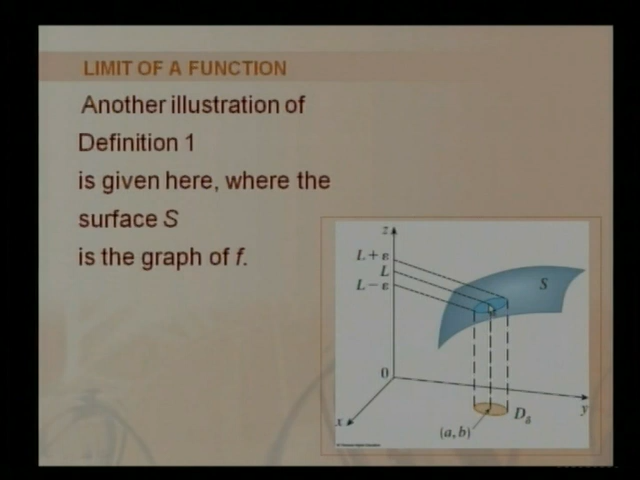 LIMIT OF A FUNCTION
Another illustration of
Definition 1
is given here, where the
surface S
is the graph of f.
z
L + ε
L
L − ε
S
0
x
y
(a, b)
Dδ